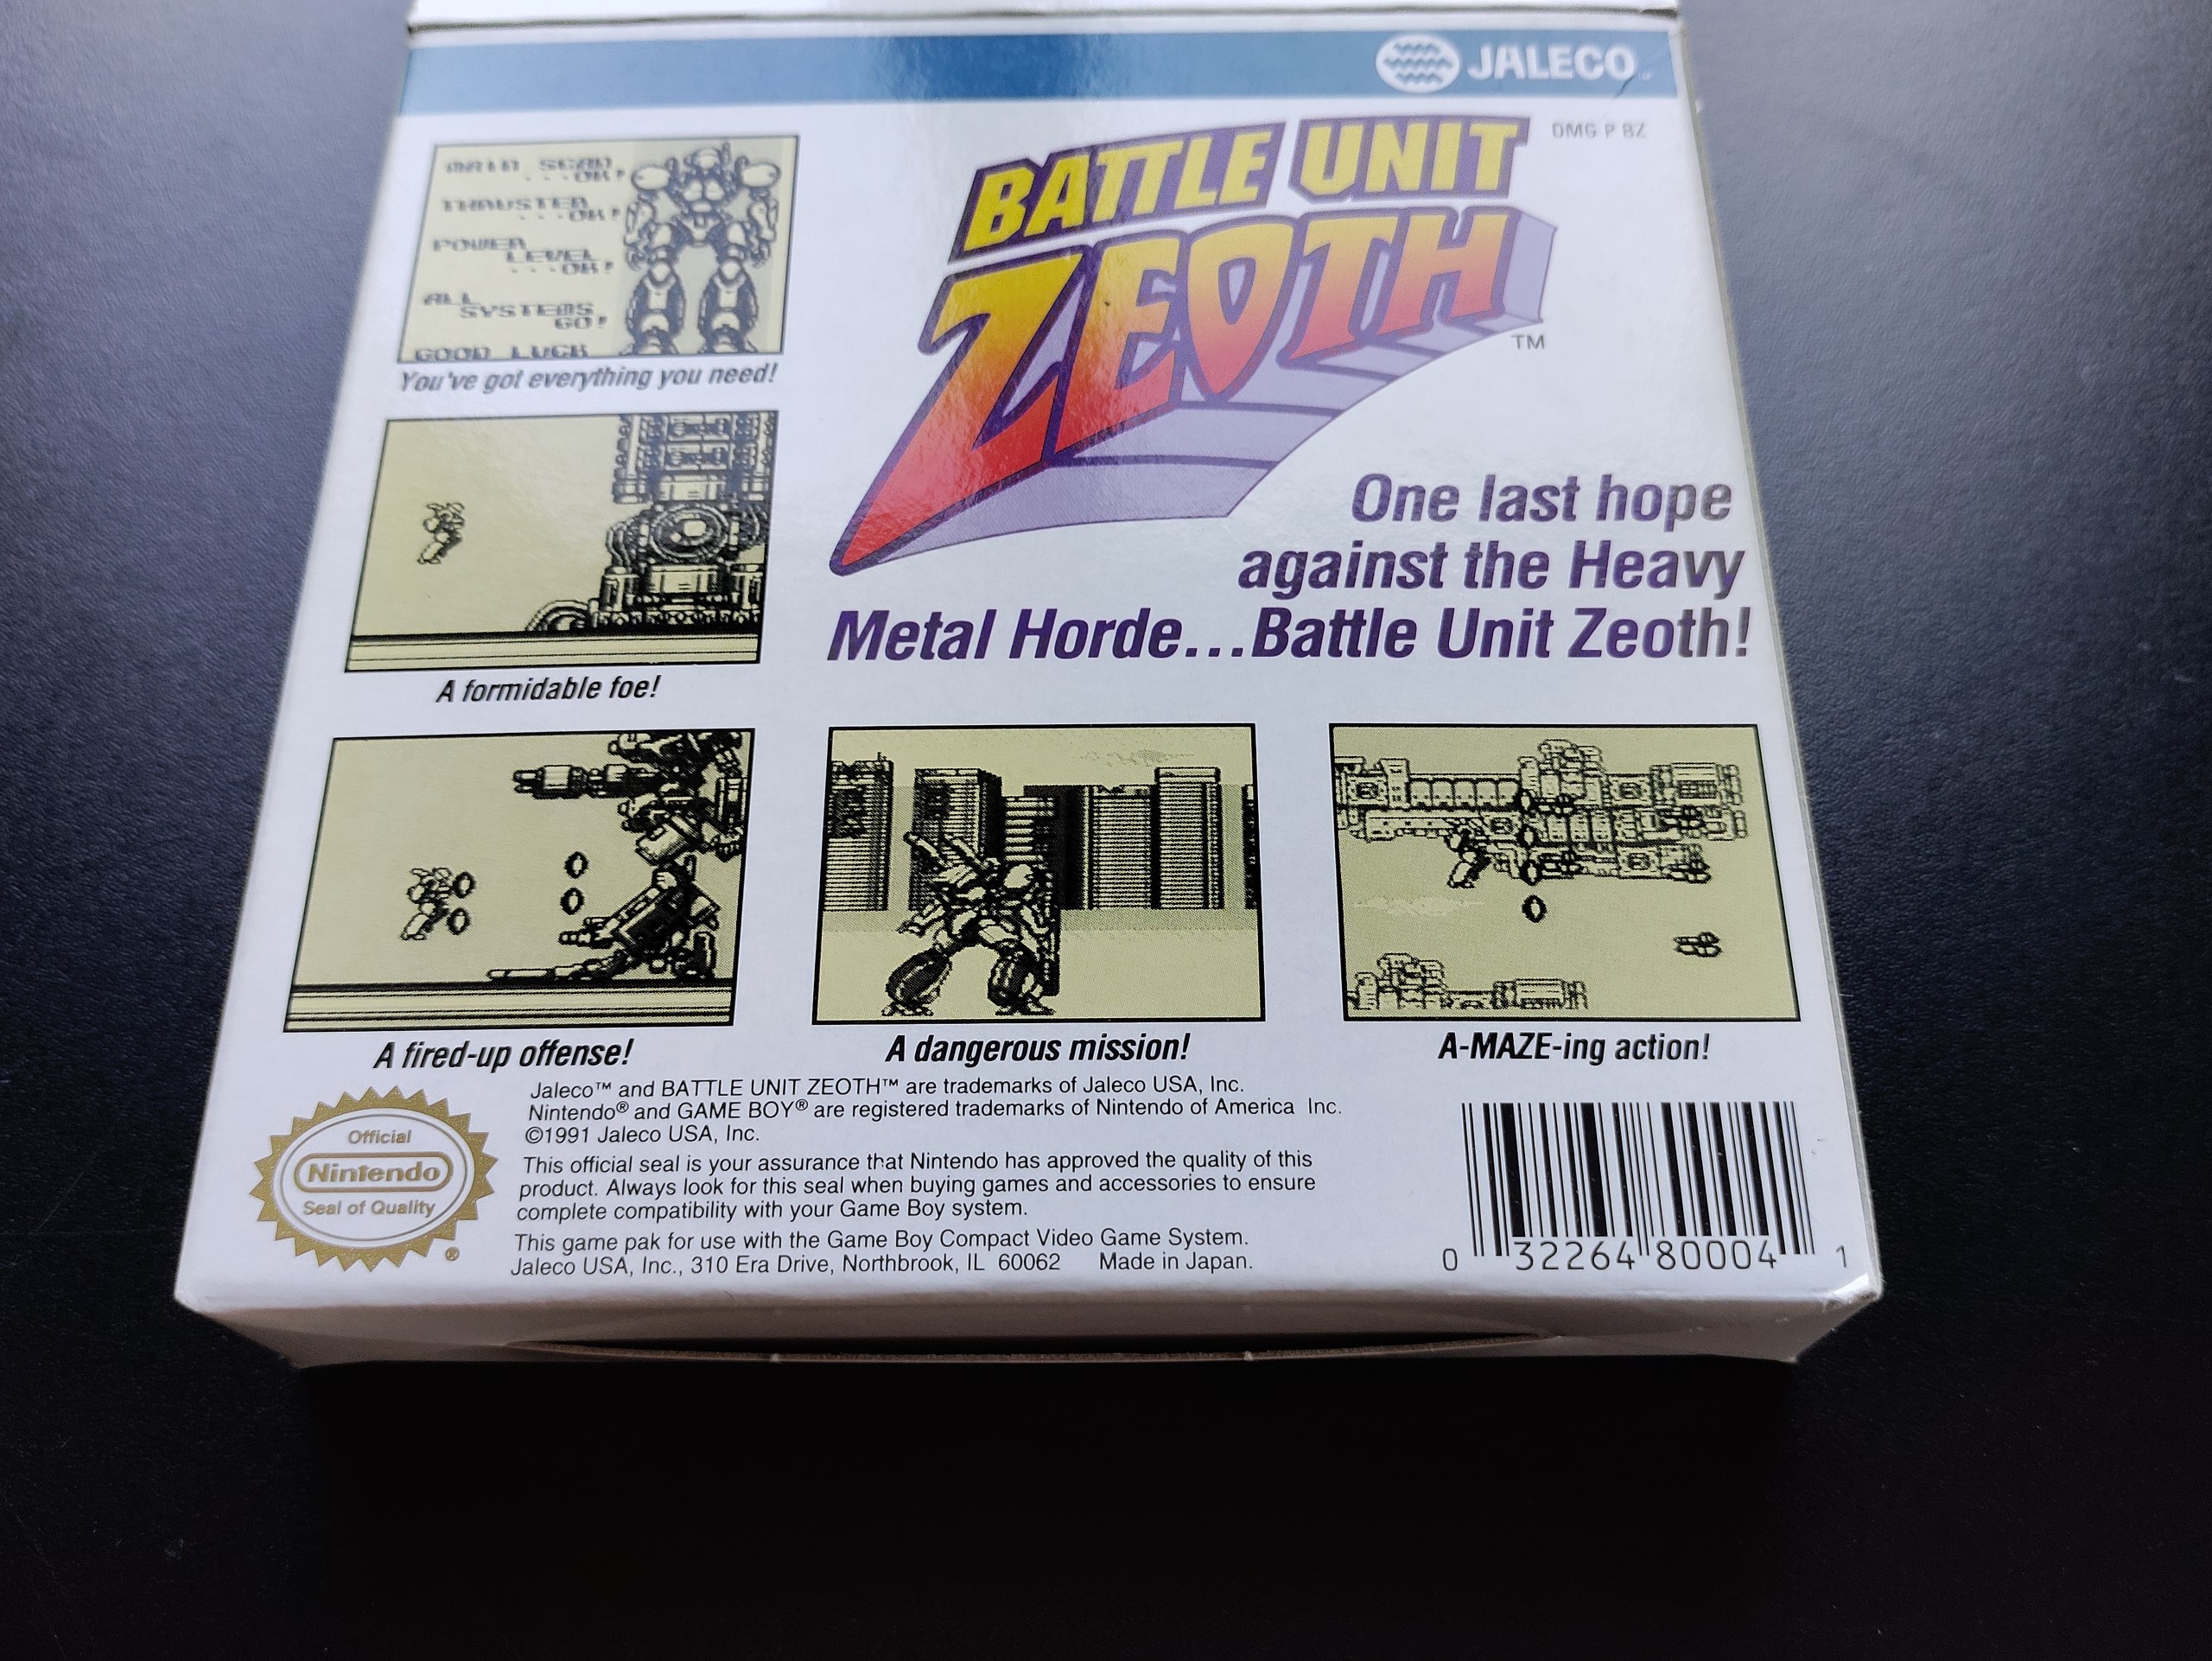 JALECO
DMG P BZ
BATTLE UNIT
ZEOTH
TM
MAIN SCAN
...OK!
THRUSTER
...OK!
POWER
LEVEL
...OK!
ALL
SYSTEMS
GO!
GOOD LUCK
You've got everything you need!
One last hope
against the Heavy
Metal Horde...Battle Unit Zeoth!
A formidable foe!
A fired-up offense!
A dangerous mission!
A-MAZE-ing action!
Official
Nintendo
Seal of Quality
®
Jaleco™ and BATTLE UNIT ZEOTH™ are trademarks of Jaleco USA, Inc.
Nintendo® and GAME BOY® are registered trademarks of Nintendo of America Inc.
©1991 Jaleco USA, Inc.
This official seal is your assurance that Nintendo has approved the quality of this
product. Always look for this seal when buying games and accessories to ensure
complete compatibility with your Game Boy system.
This game pak for use with the Game Boy Compact Video Game System.
Jaleco USA, Inc., 310 Era Drive, Northbrook, IL 60062 Made in Japan.
0 32264 80004 1